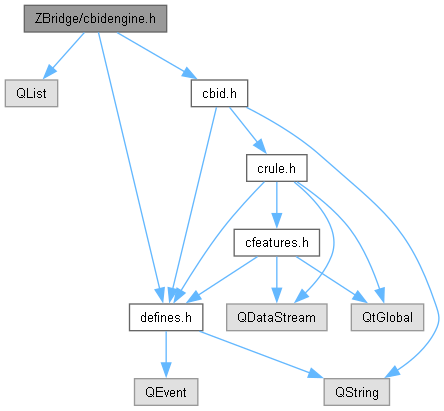 ZBridge/cbidengine.h
QList
cbid.h
crule.h
cfeatures.h
defines.h
QDataStream
QtGlobal
QEvent
QString